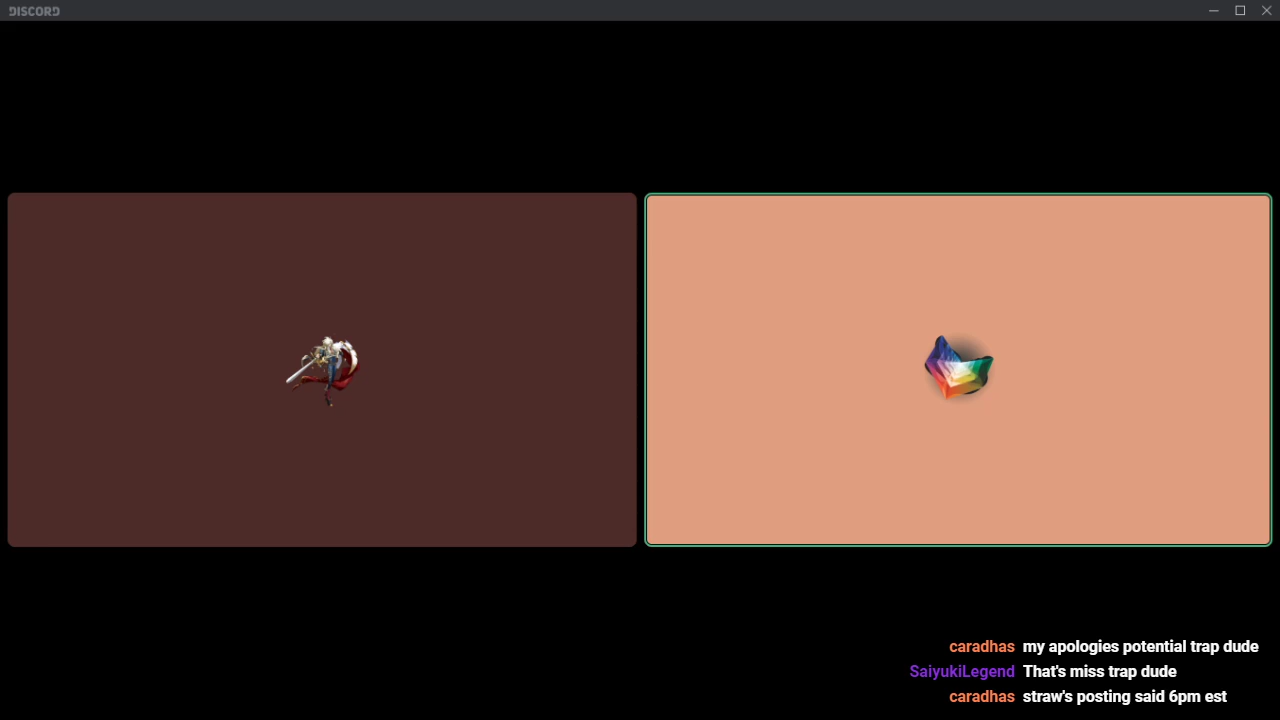 DISCORD
caradhas my apologies potential trap dude
SaiyukiLegend That's miss trap dude
caradhas straw's posting said 6pm est